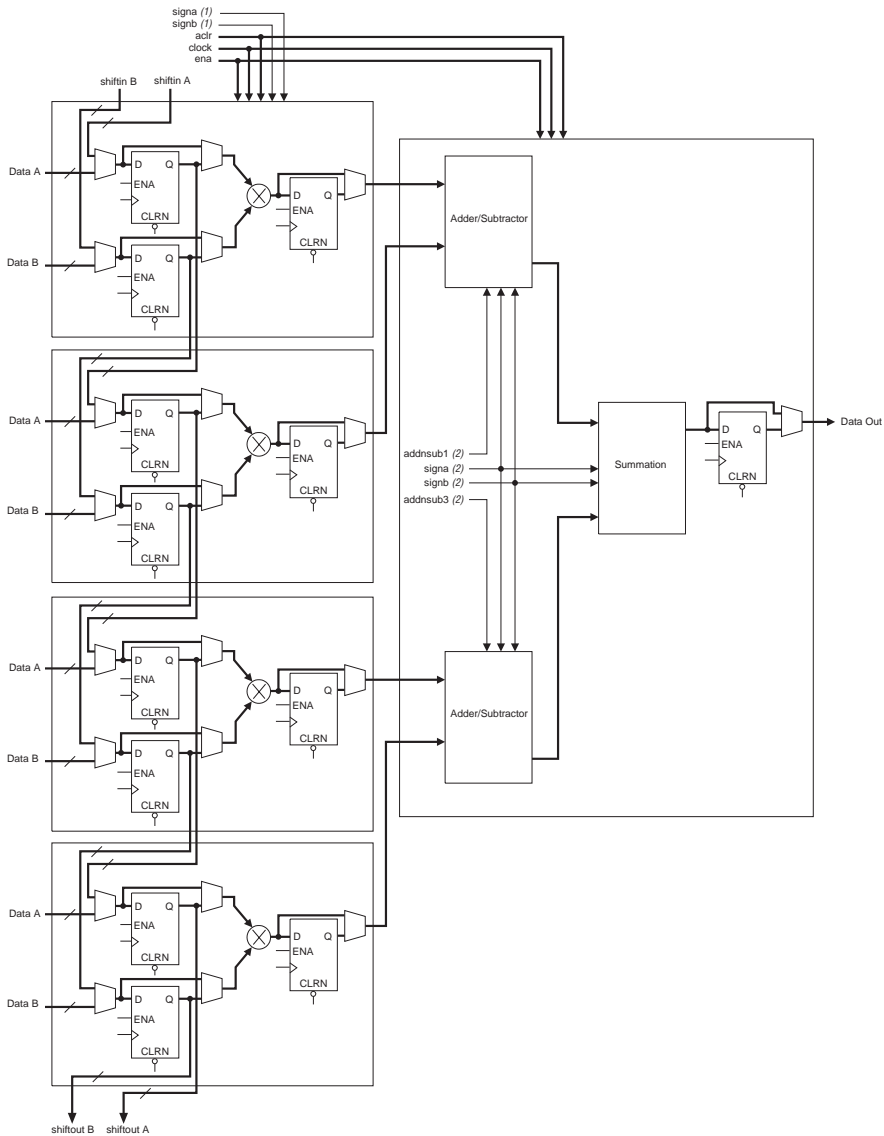 signa (1)
signb (1)
aclr
clock
ena
shiftin B
shiftin A
Data A
D Q
ENA
CLRN
D Q
ENA
CLRN
Data B
D Q
ENA
CLRN
Adder/Subtractor
Data A
D Q
ENA
CLRN
D Q
ENA
CLRN
Data B
D Q
ENA
CLRN
addnsub1 (2)
signa (2)
signb (2)
addnsub3 (2)
Summation
D Q
ENA
CLRN
Data Out
Data A
D Q
ENA
CLRN
D Q
ENA
CLRN
Data B
D Q
ENA
CLRN
Adder/Subtractor
Data A
D Q
ENA
CLRN
D Q
ENA
CLRN
Data B
D Q
ENA
CLRN
shiftout B
shiftout A